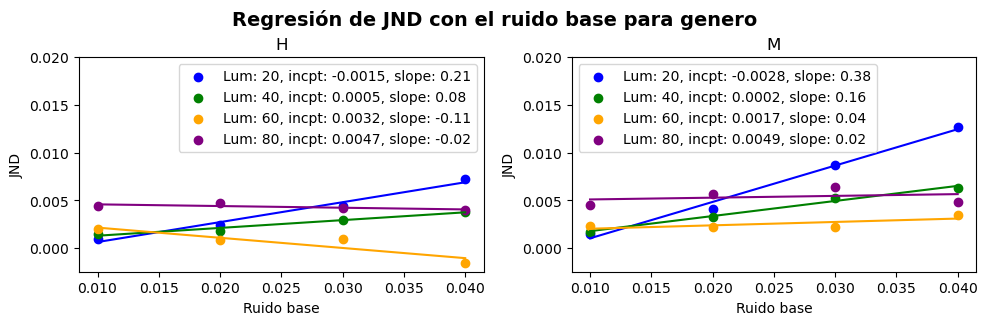 Regresión de JND con el ruido base para genero
H
0.020
0.015
0.010
0.005
0.000
JND
Lum: 20, incpt: -0.0015, slope: 0.21
Lum: 40, incpt: 0.0005, slope: 0.08
Lum: 60, incpt: 0.0032, slope: -0.11
Lum: 80, incpt: 0.0047, slope: -0.02
0.010 0.015 0.020 0.025 0.030 0.035 0.040
Ruido base
M
0.020
0.015
0.010
0.005
0.000
JND
Lum: 20, incpt: -0.0028, slope: 0.38
Lum: 40, incpt: 0.0002, slope: 0.16
Lum: 60, incpt: 0.0017, slope: 0.04
Lum: 80, incpt: 0.0049, slope: 0.02
0.010 0.015 0.020 0.025 0.030 0.035 0.040
Ruido base